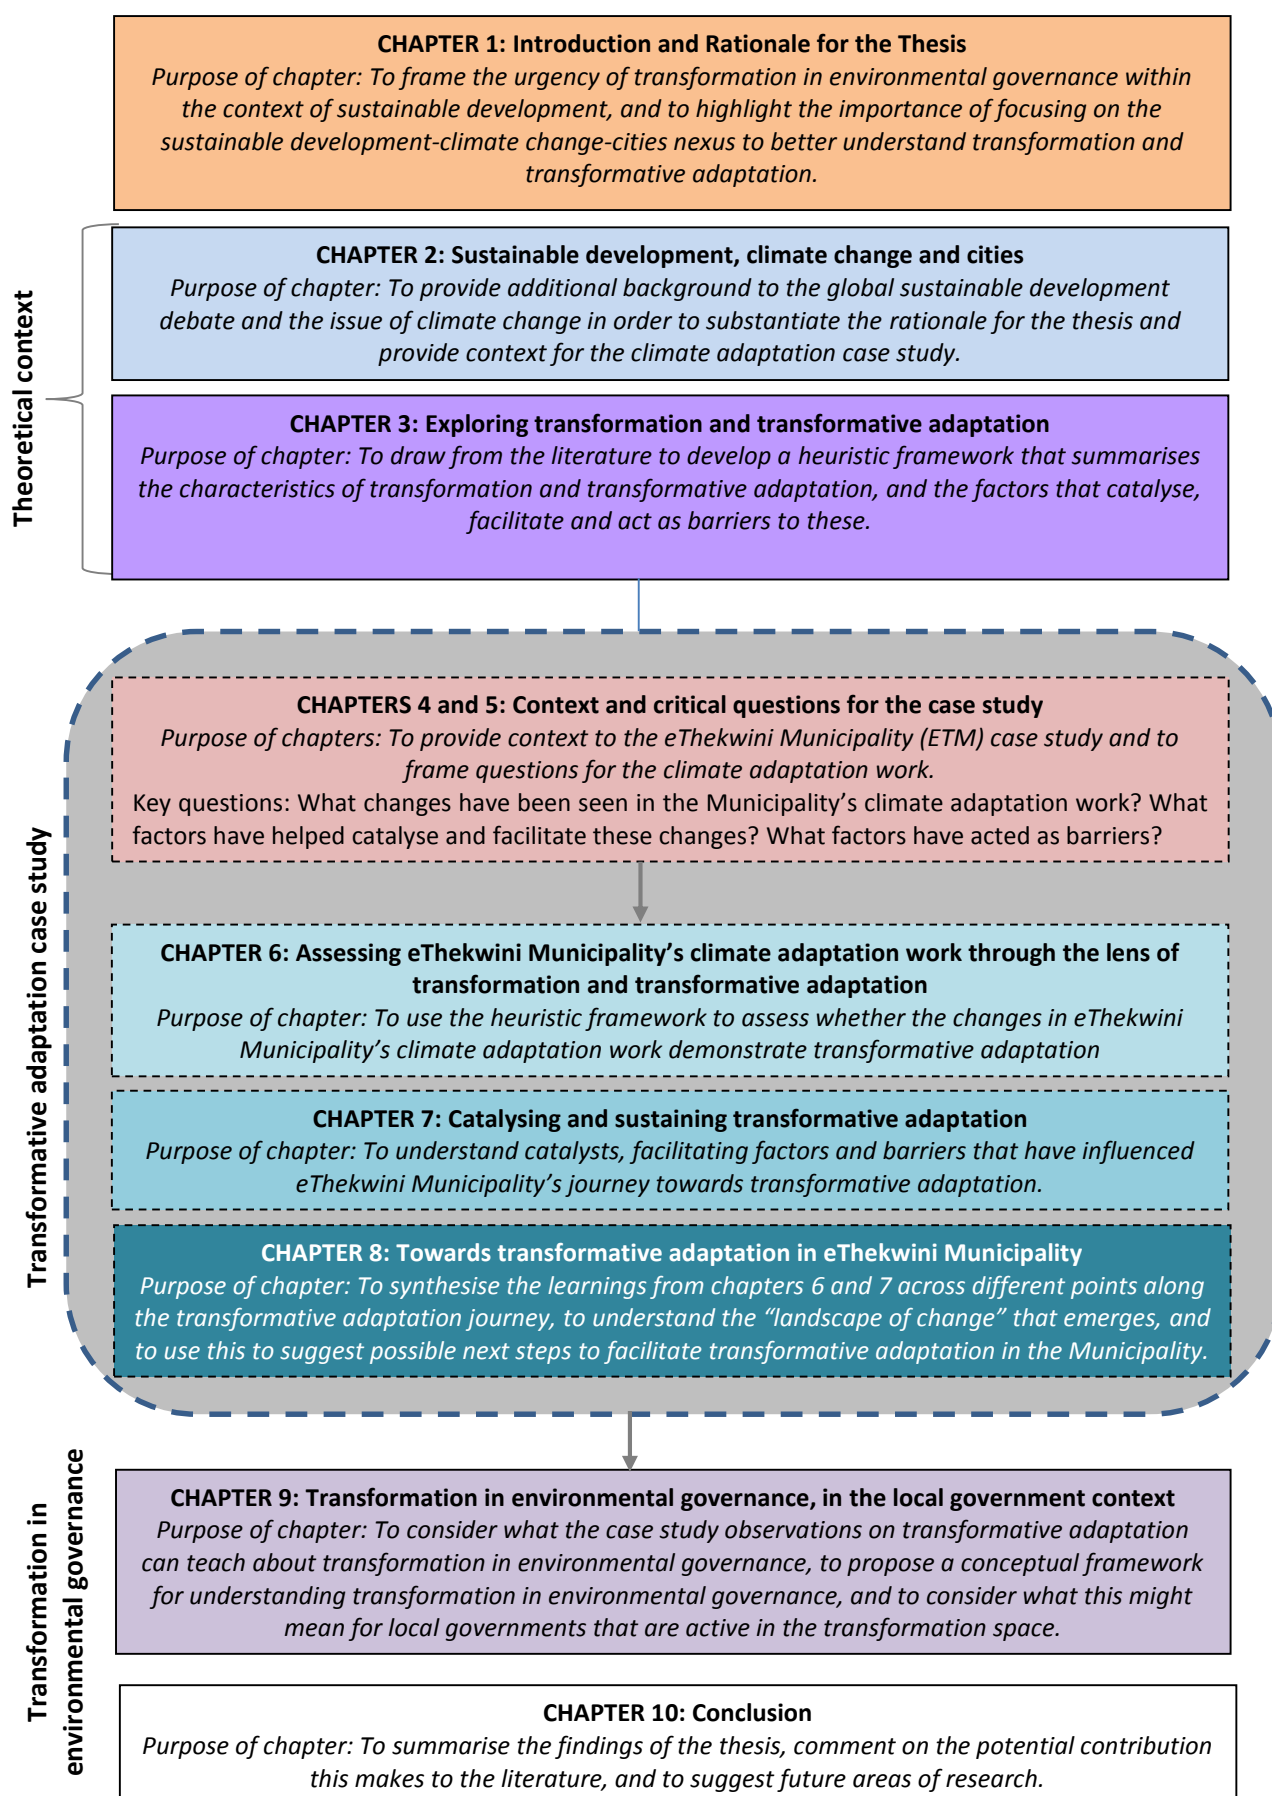 CHAPTER 1: Introduction and Rationale for the Thesis
Purpose of chapter: To frame the urgency of transformation in environmental governance within
the context of sustainable development, and to highlight the importance of focusing on the
sustainable development-climate change-cities nexus to better understand transformation and
transformative adaptation.
Theoretical context
CHAPTER 2: Sustainable development, climate change and cities
Purpose of chapter: To provide additional background to the global sustainable development
debate and the issue of climate change in order to substantiate the rationale for the thesis and
provide context for the climate adaptation case study.
CHAPTER 3: Exploring transformation and transformative adaptation
Purpose of chapter: To draw from the literature to develop a heuristic framework that summarises
the characteristics of transformation and transformative adaptation, and the factors that catalyse,
facilitate and act as barriers to these.
Transformative adaptation case study
CHAPTERS 4 and 5: Context and critical questions for the case study
Purpose of chapters: To provide context to the eThekwini Municipality (ETM) case study and to
frame questions for the climate adaptation work.
Key questions: What changes have been seen in the Municipality’s climate adaptation work? What
factors have helped catalyse and facilitate these changes? What factors have acted as barriers?
CHAPTER 6: Assessing eThekwini Municipality’s climate adaptation work through the lens of
transformation and transformative adaptation
Purpose of chapter: To use the heuristic framework to assess whether the changes in eThekwini
Municipality’s climate adaptation work demonstrate transformative adaptation
CHAPTER 7: Catalysing and sustaining transformative adaptation
Purpose of chapter: To understand catalysts, facilitating factors and barriers that have influenced
eThekwini Municipality’s journey towards transformative adaptation.
CHAPTER 8: Towards transformative adaptation in eThekwini Municipality
Purpose of chapter: To synthesise the learnings from chapters 6 and 7 across different points along
the transformative adaptation journey, to understand the “landscape of change” that emerges, and
to use this to suggest possible next steps to facilitate transformative adaptation in the Municipality.
Transformation in
environmental governance
CHAPTER 9: Transformation in environmental governance, in the local government context
Purpose of chapter: To consider what the case study observations on transformative adaptation
can teach about transformation in environmental governance, to propose a conceptual framework
for understanding transformation in environmental governance, and to consider what this might
mean for local governments that are active in the transformation space.
CHAPTER 10: Conclusion
Purpose of chapter: To summarise the findings of the thesis, comment on the potential contribution
this makes to the literature, and to suggest future areas of research.